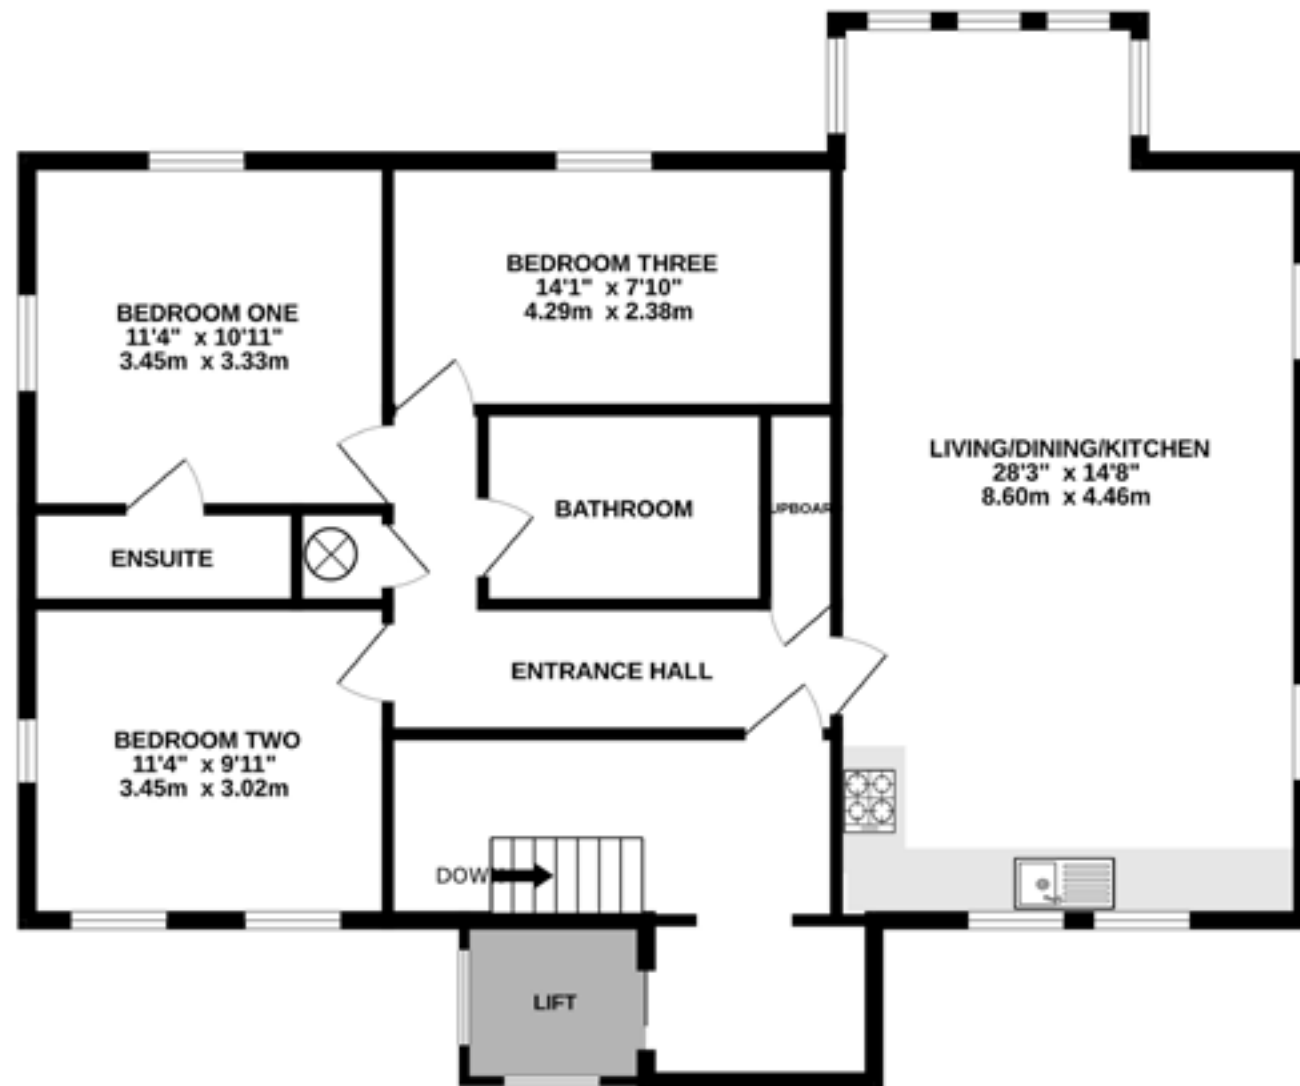 BEDROOM THREE
14'1" x 7'10"
4.29m x 2.38m
BEDROOM ONE
11'4" x 10'11"
3.45m x 3.33m
LIVING/DINING/KITCHEN
28'3" x 14'8"
8.60m x 4.46m
BATHROOM
UPBOAR
ENSUITE
ENTRANCE HALL
BEDROOM TWO
11'4" x 9'11"
3.45m x 3.02m
DOW
LIFT